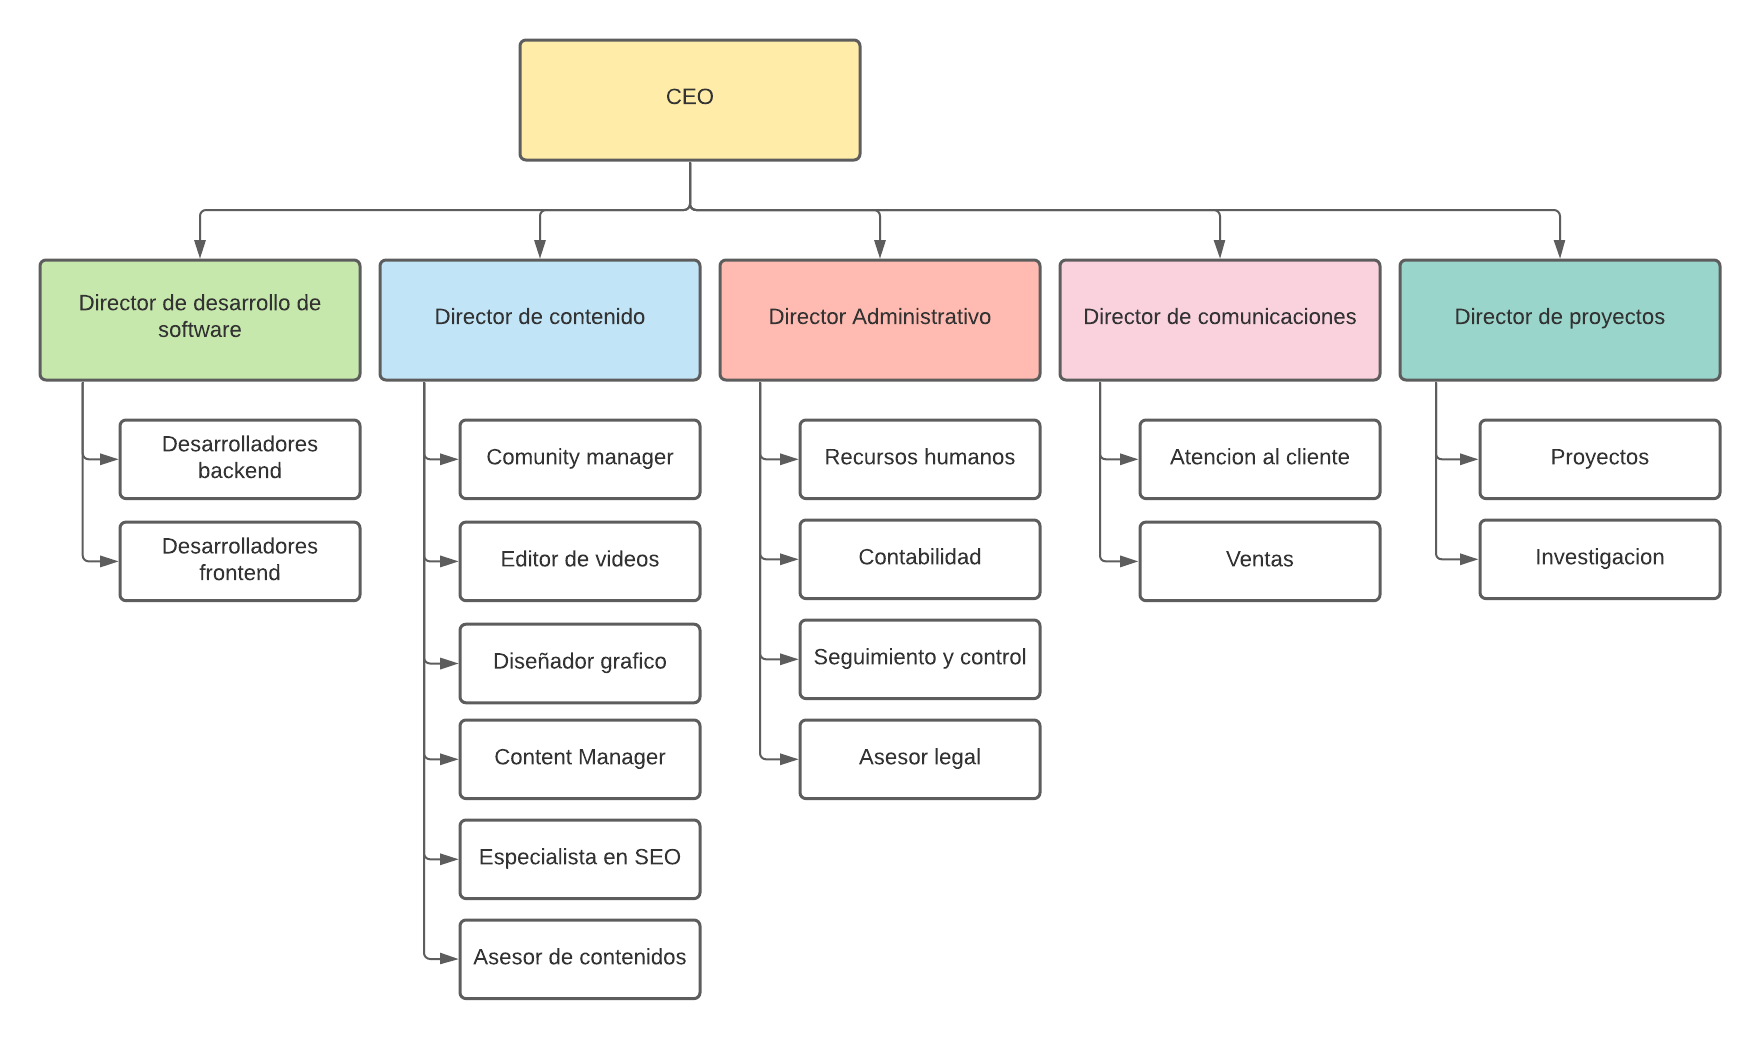 CEO
Director de desarrollo de
software
Director de contenido
Director Administrativo
Director de comunicaciones
Director de proyectos
Desarrolladores
backend
Desarrolladores
frontend
Comunity manager
Editor de videos
Diseñador grafico
Content Manager
Especialista en SEO
Asesor de contenidos
Recursos humanos
Contabilidad
Seguimiento y control
Asesor legal
Atencion al cliente
Ventas
Proyectos
Investigacion